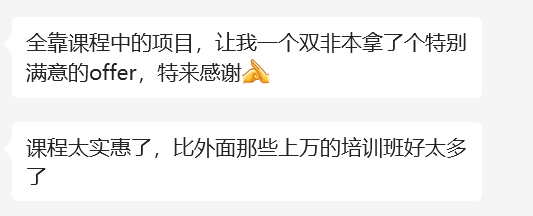 全靠课程中的项目，让我一个双非本拿了个特别
满意的offer，特来感谢🙏
课程太实惠了，比外面那些上万的培训班好太多
了